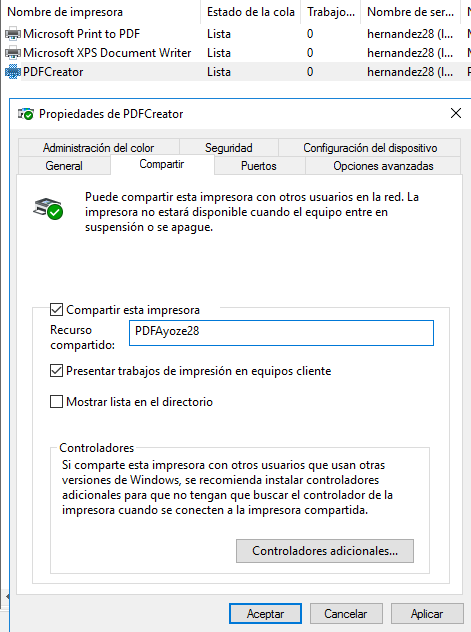 Nombre de impresora Estado de la cola Trabajo... Nombre de ser...
Microsoft Print to PDF Lista 0 hernandez28 (l...
Microsoft XPS Document Writer Lista 0 hernandez28 (l...
PDFCreator Lista 0 hernandez28 (l...
Propiedades de PDFCreator
Administración del color Seguridad Configuración del dispositivo
General Compartir Puertos Opciones avanzadas
Puede compartir esta impresora con otros usuarios en la red. La
impresora no estará disponible cuando el equipo entre en
suspensión o se apague.
Compartir esta impresora
Recurso
compartido:
PDFAyoze28
Presentar trabajos de impresión en equipos cliente
Mostrar lista en el directorio
Controladores
Si comparte esta impresora con otros usuarios que usan otras
versiones de Windows, se recomienda instalar controladores
adicionales para que no tengan que buscar el controlador de la
impresora cuando se conecten a la impresora compartida.
Controladores adicionales...
Aceptar Cancelar Aplicar